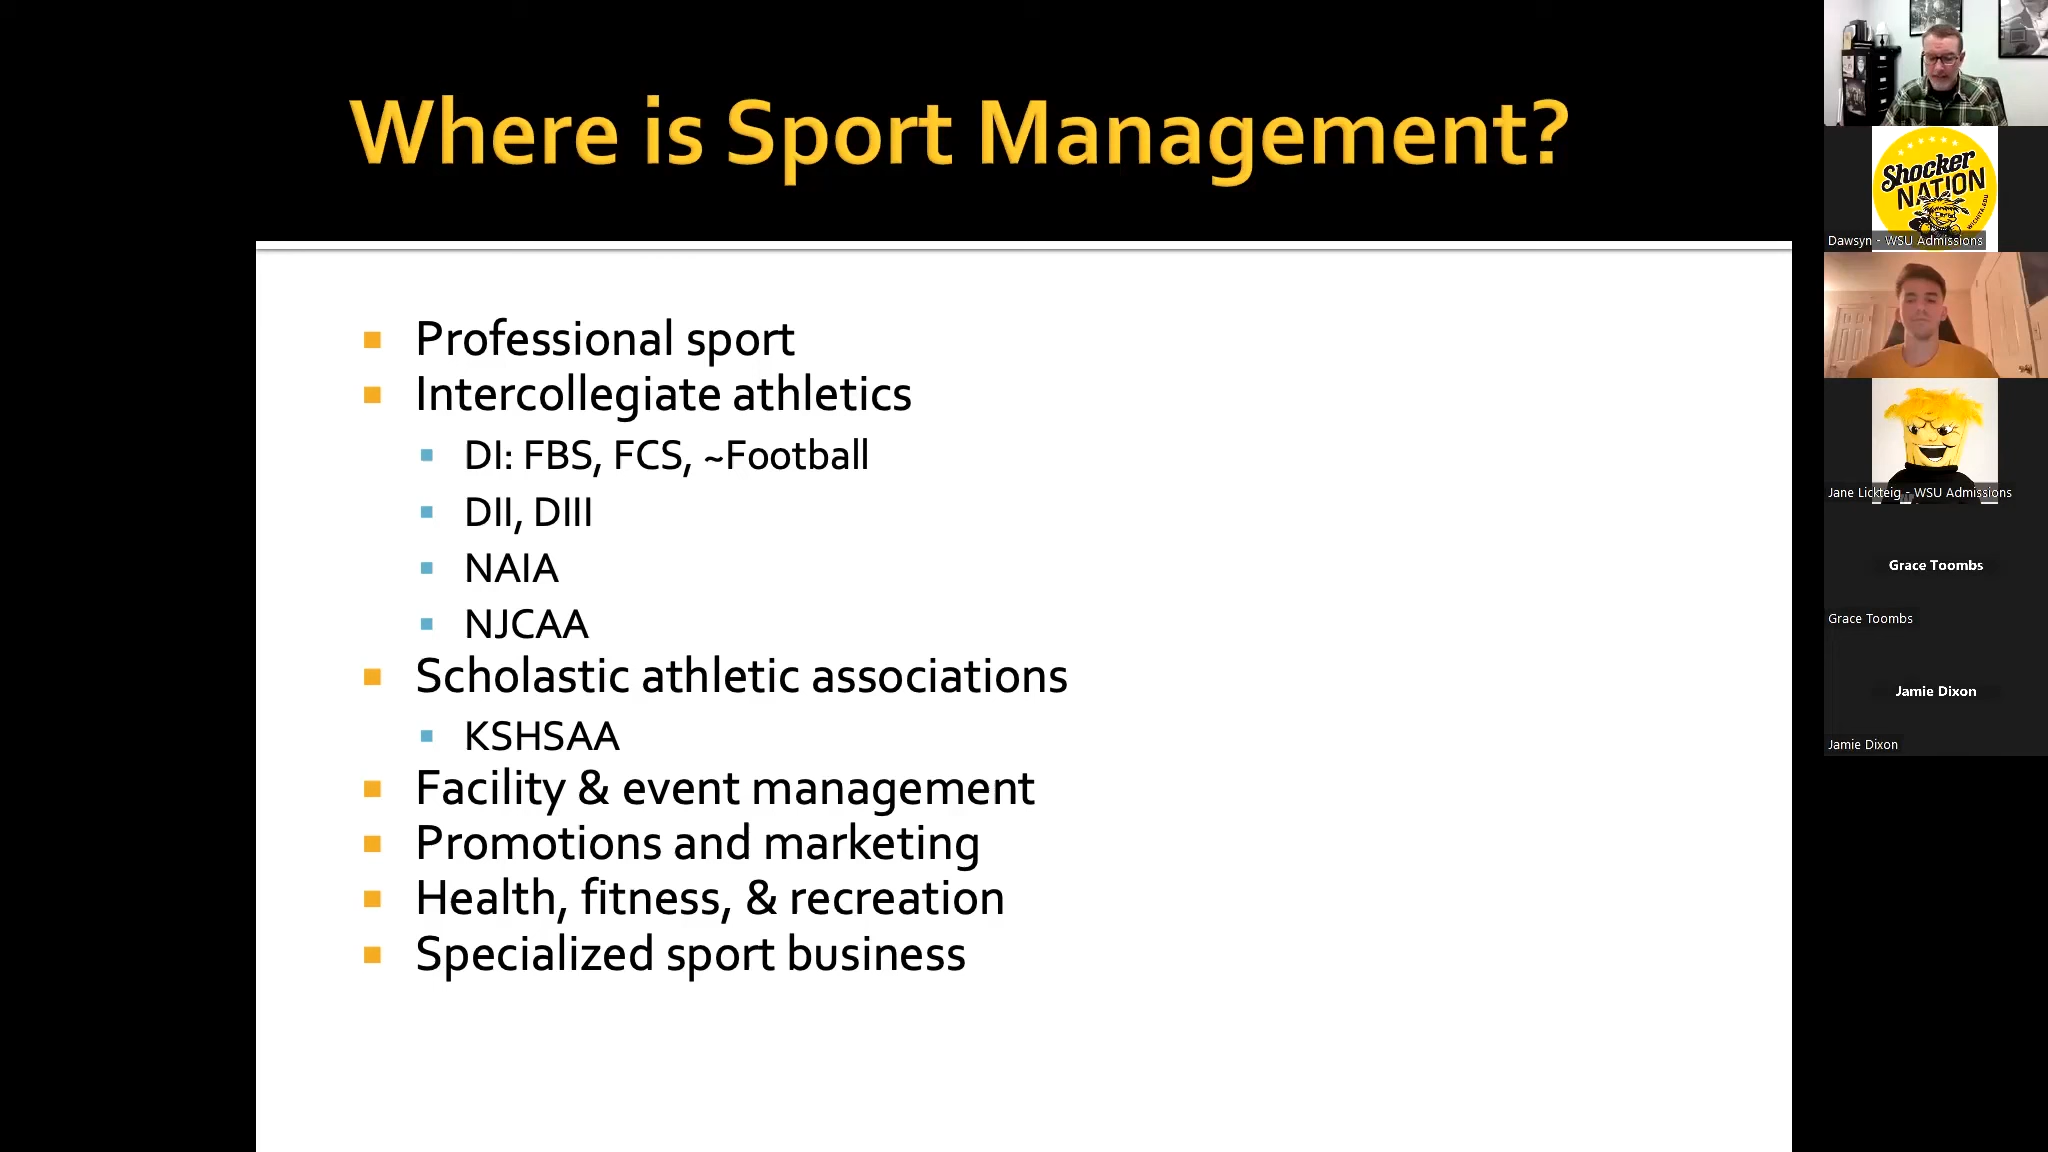 Where is Sport Management?
Professional sport
Intercollegiate athletics
DI: FBS, FCS, ~Football
DII, DIII
NAIA
NJCAA
Scholastic athletic associations
KSHSAA
Facility & event management
Promotions and marketing
Health, fitness, & recreation
Specialized sport business
Shocker
NATION
WICHITA.EDU
Dawsyn - WSU Admissions
Jane Lickteig - WSU Admissions
Grace Toombs
Grace Toombs
Jamie Dixon
Jamie Dixon